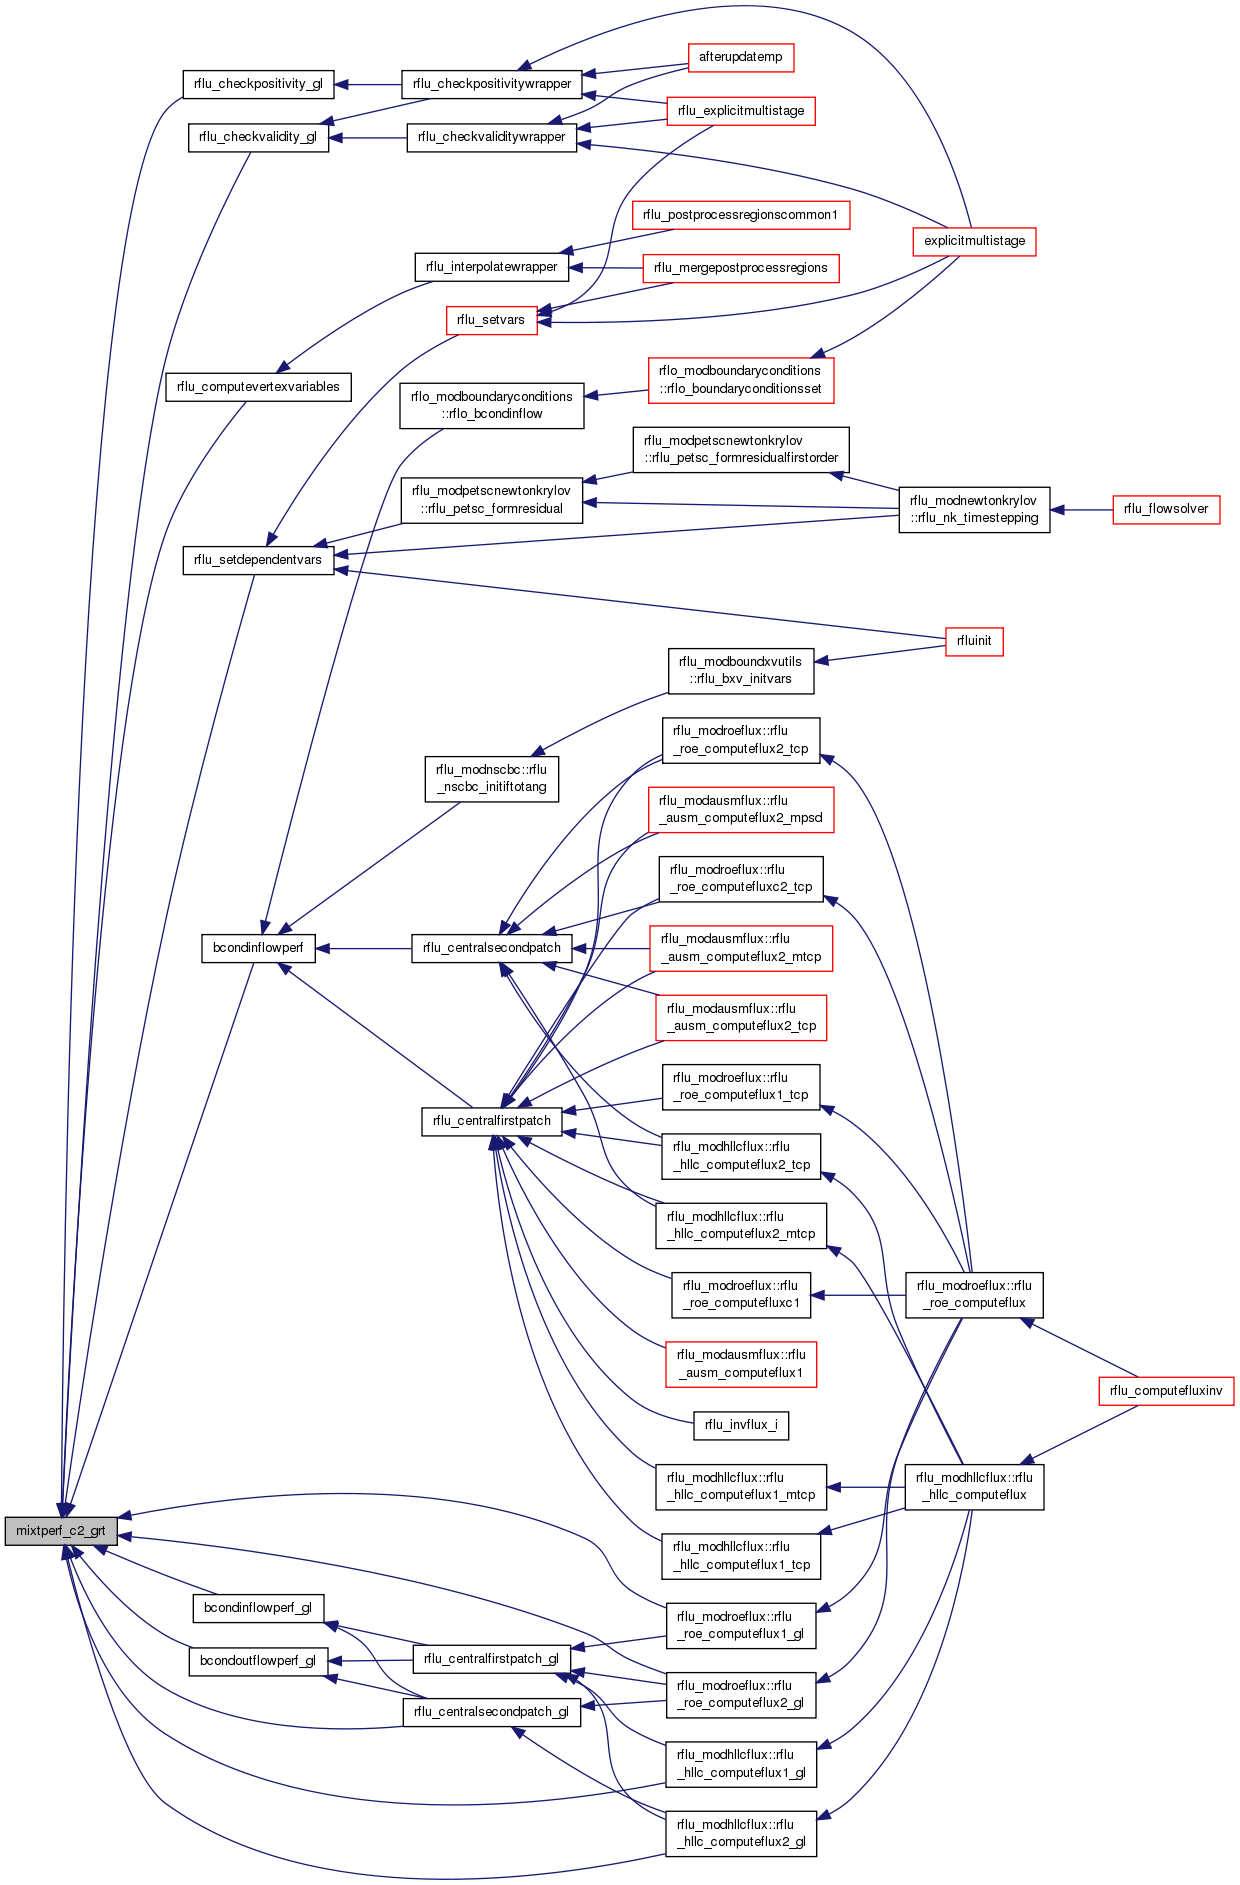 rflu_checkpositivity_gl
rflu_checkpositivitywrapper
afterupdatemp
rflu_explicitmultistage
rflu_checkvalidity_gl
rflu_checkvaliditywrapper
rflu_postprocessregionscommon1
explicitmultistage
rflu_interpolatewrapper
rflu_mergepostprocessregions
rflu_setvars
rflu_computevertexvariables
rflo_modboundaryconditions
::rflo_boundaryconditionsset
rflo_modboundaryconditions
::rflo_bcondinflow
rflu_modpetscnewtonkrylov
::rflu_petsc_formresidualfirstorder
rflu_modpetscnewtonkrylov
::rflu_petsc_formresidual
rflu_modnewtonkrylov
::rflu_nk_timestepping
rflu_flowsolver
rflu_setdependentvars
rfluinit
rflu_modboundxvutils
::rflu_bxv_initvars
rflu_modroeflux::rflu
_roe_computeflux2_tcp
rflu_modnscbc::rflu
_nscbc_initiftotang
rflu_modausmflux::rflu
_ausm_computeflux2_mpsd
rflu_modroeflux::rflu
_roe_computefluxc2_tcp
bcondinflowperf
rflu_centralsecondpatch
rflu_modausmflux::rflu
_ausm_computeflux2_mtcp
rflu_modausmflux::rflu
_ausm_computeflux2_tcp
rflu_modroeflux::rflu
_roe_computeflux1_tcp
rflu_centralfirstpatch
rflu_modhllcflux::rflu
_hllc_computeflux2_tcp
rflu_modhllcflux::rflu
_hllc_computeflux2_mtcp
rflu_modroeflux::rflu
_roe_computefluxc1
rflu_modroeflux::rflu
_roe_computeflux
rflu_modausmflux::rflu
_ausm_computeflux1
rflu_computefluxinv
rflu_invflux_i
rflu_modhllcflux::rflu
_hllc_computeflux1_mtcp
rflu_modhllcflux::rflu
_hllc_computeflux
mixtperf_c2_grt
rflu_modhllcflux::rflu
_hllc_computeflux1_tcp
bcondinflowperf_gl
rflu_modroeflux::rflu
_roe_computeflux1_gl
bcondoutflowperf_gl
rflu_centralfirstpatch_gl
rflu_modroeflux::rflu
_roe_computeflux2_gl
rflu_centralsecondpatch_gl
rflu_modhllcflux::rflu
_hllc_computeflux1_gl
rflu_modhllcflux::rflu
_hllc_computeflux2_gl